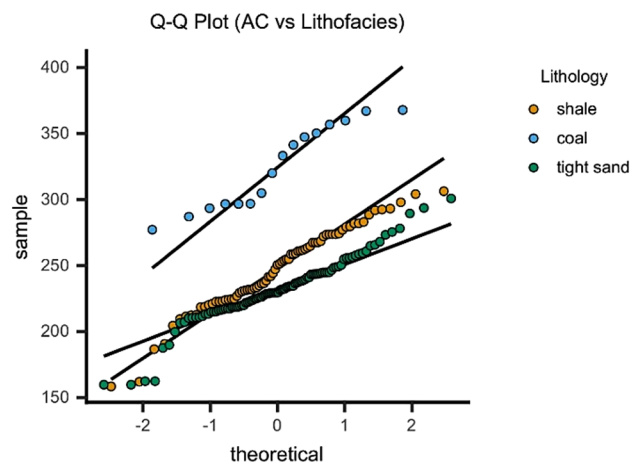 Q-Q Plot (AC vs Lithofacies)
400
350
300
250
200
150
sample
-2 -1 0 1 2
theoretical
Lithology
shale
coal
tight sand